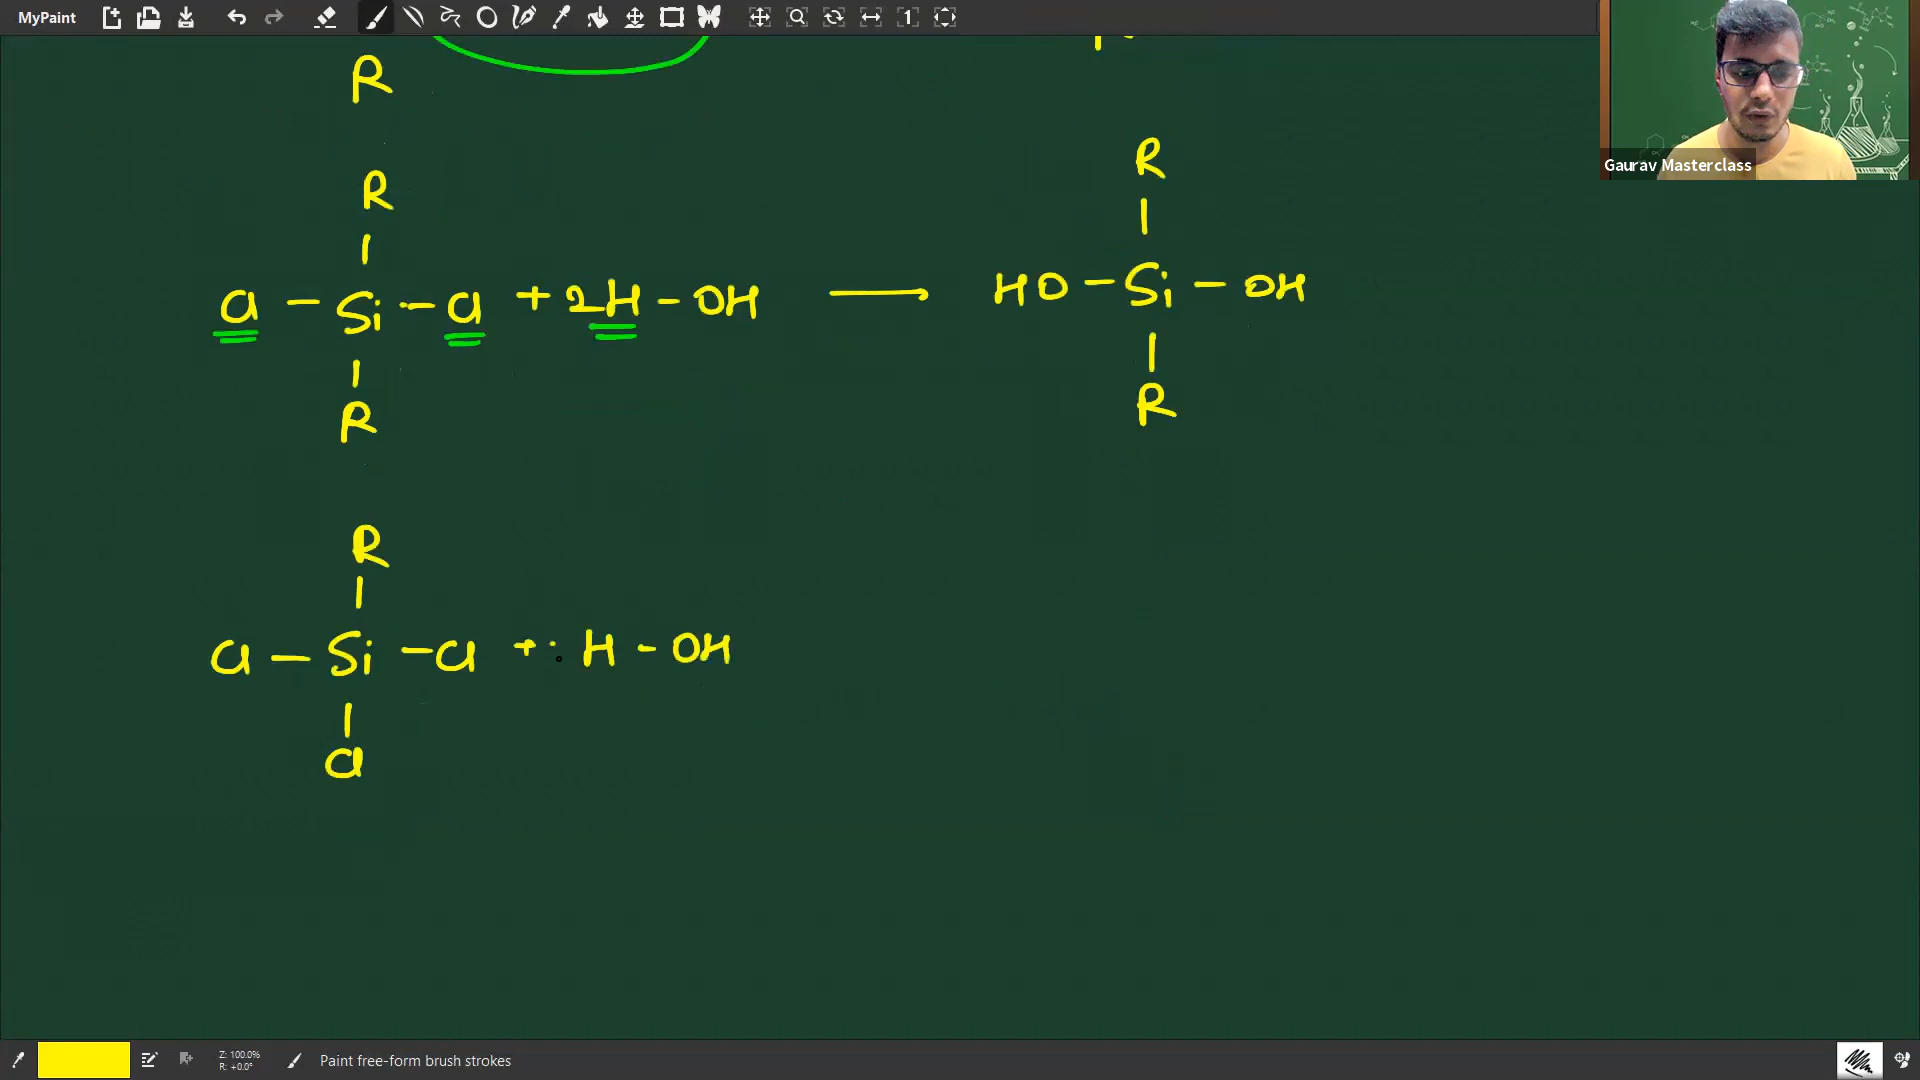 MyPaint
R
Gaurav Masterclass
R
R
Cl - Si - Cl + 2H - OH → HO - Si - OH
R
R
R
Cl - Si - Cl + H - OH
Cl
Z: 100.0%
R: +0.0°
Paint free-form brush strokes